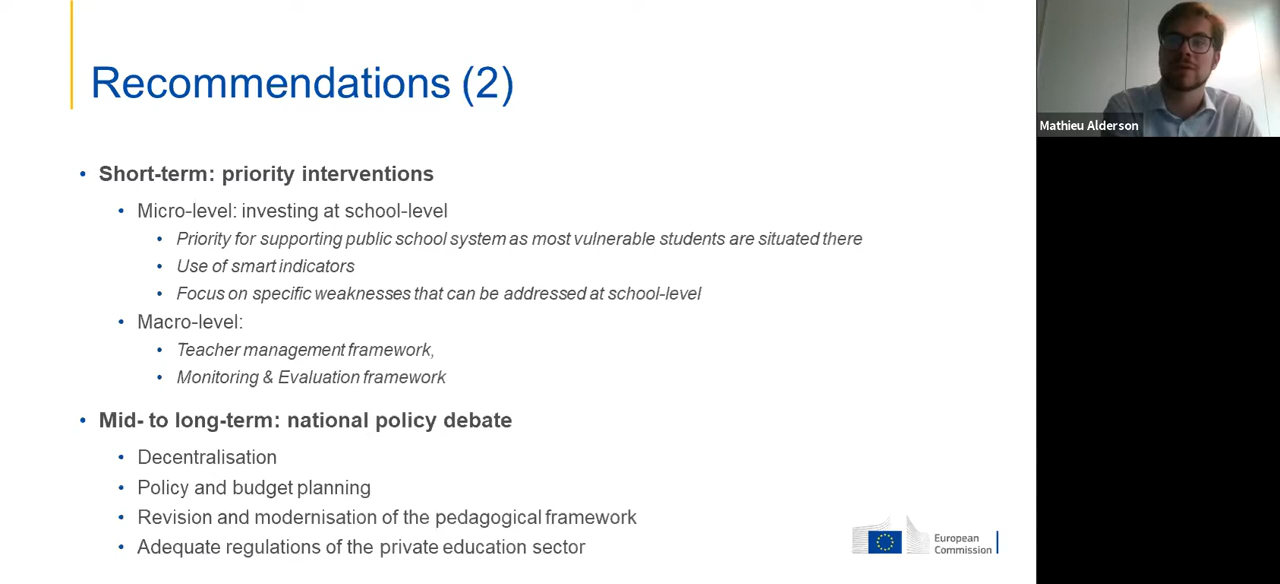 Recommendations (2)
• Short-term: priority interventions
• Micro-level: investing at school-level
• Priority for supporting public school system as most vulnerable students are situated there
• Use of smart indicators
• Focus on specific weaknesses that can be addressed at school-level
• Macro-level:
• Teacher management framework,
• Monitoring & Evaluation framework
• Mid- to long-term: national policy debate
• Decentralisation
• Policy and budget planning
• Revision and modernisation of the pedagogical framework
• Adequate regulations of the private education sector
European
Commission
Mathieu Alderson